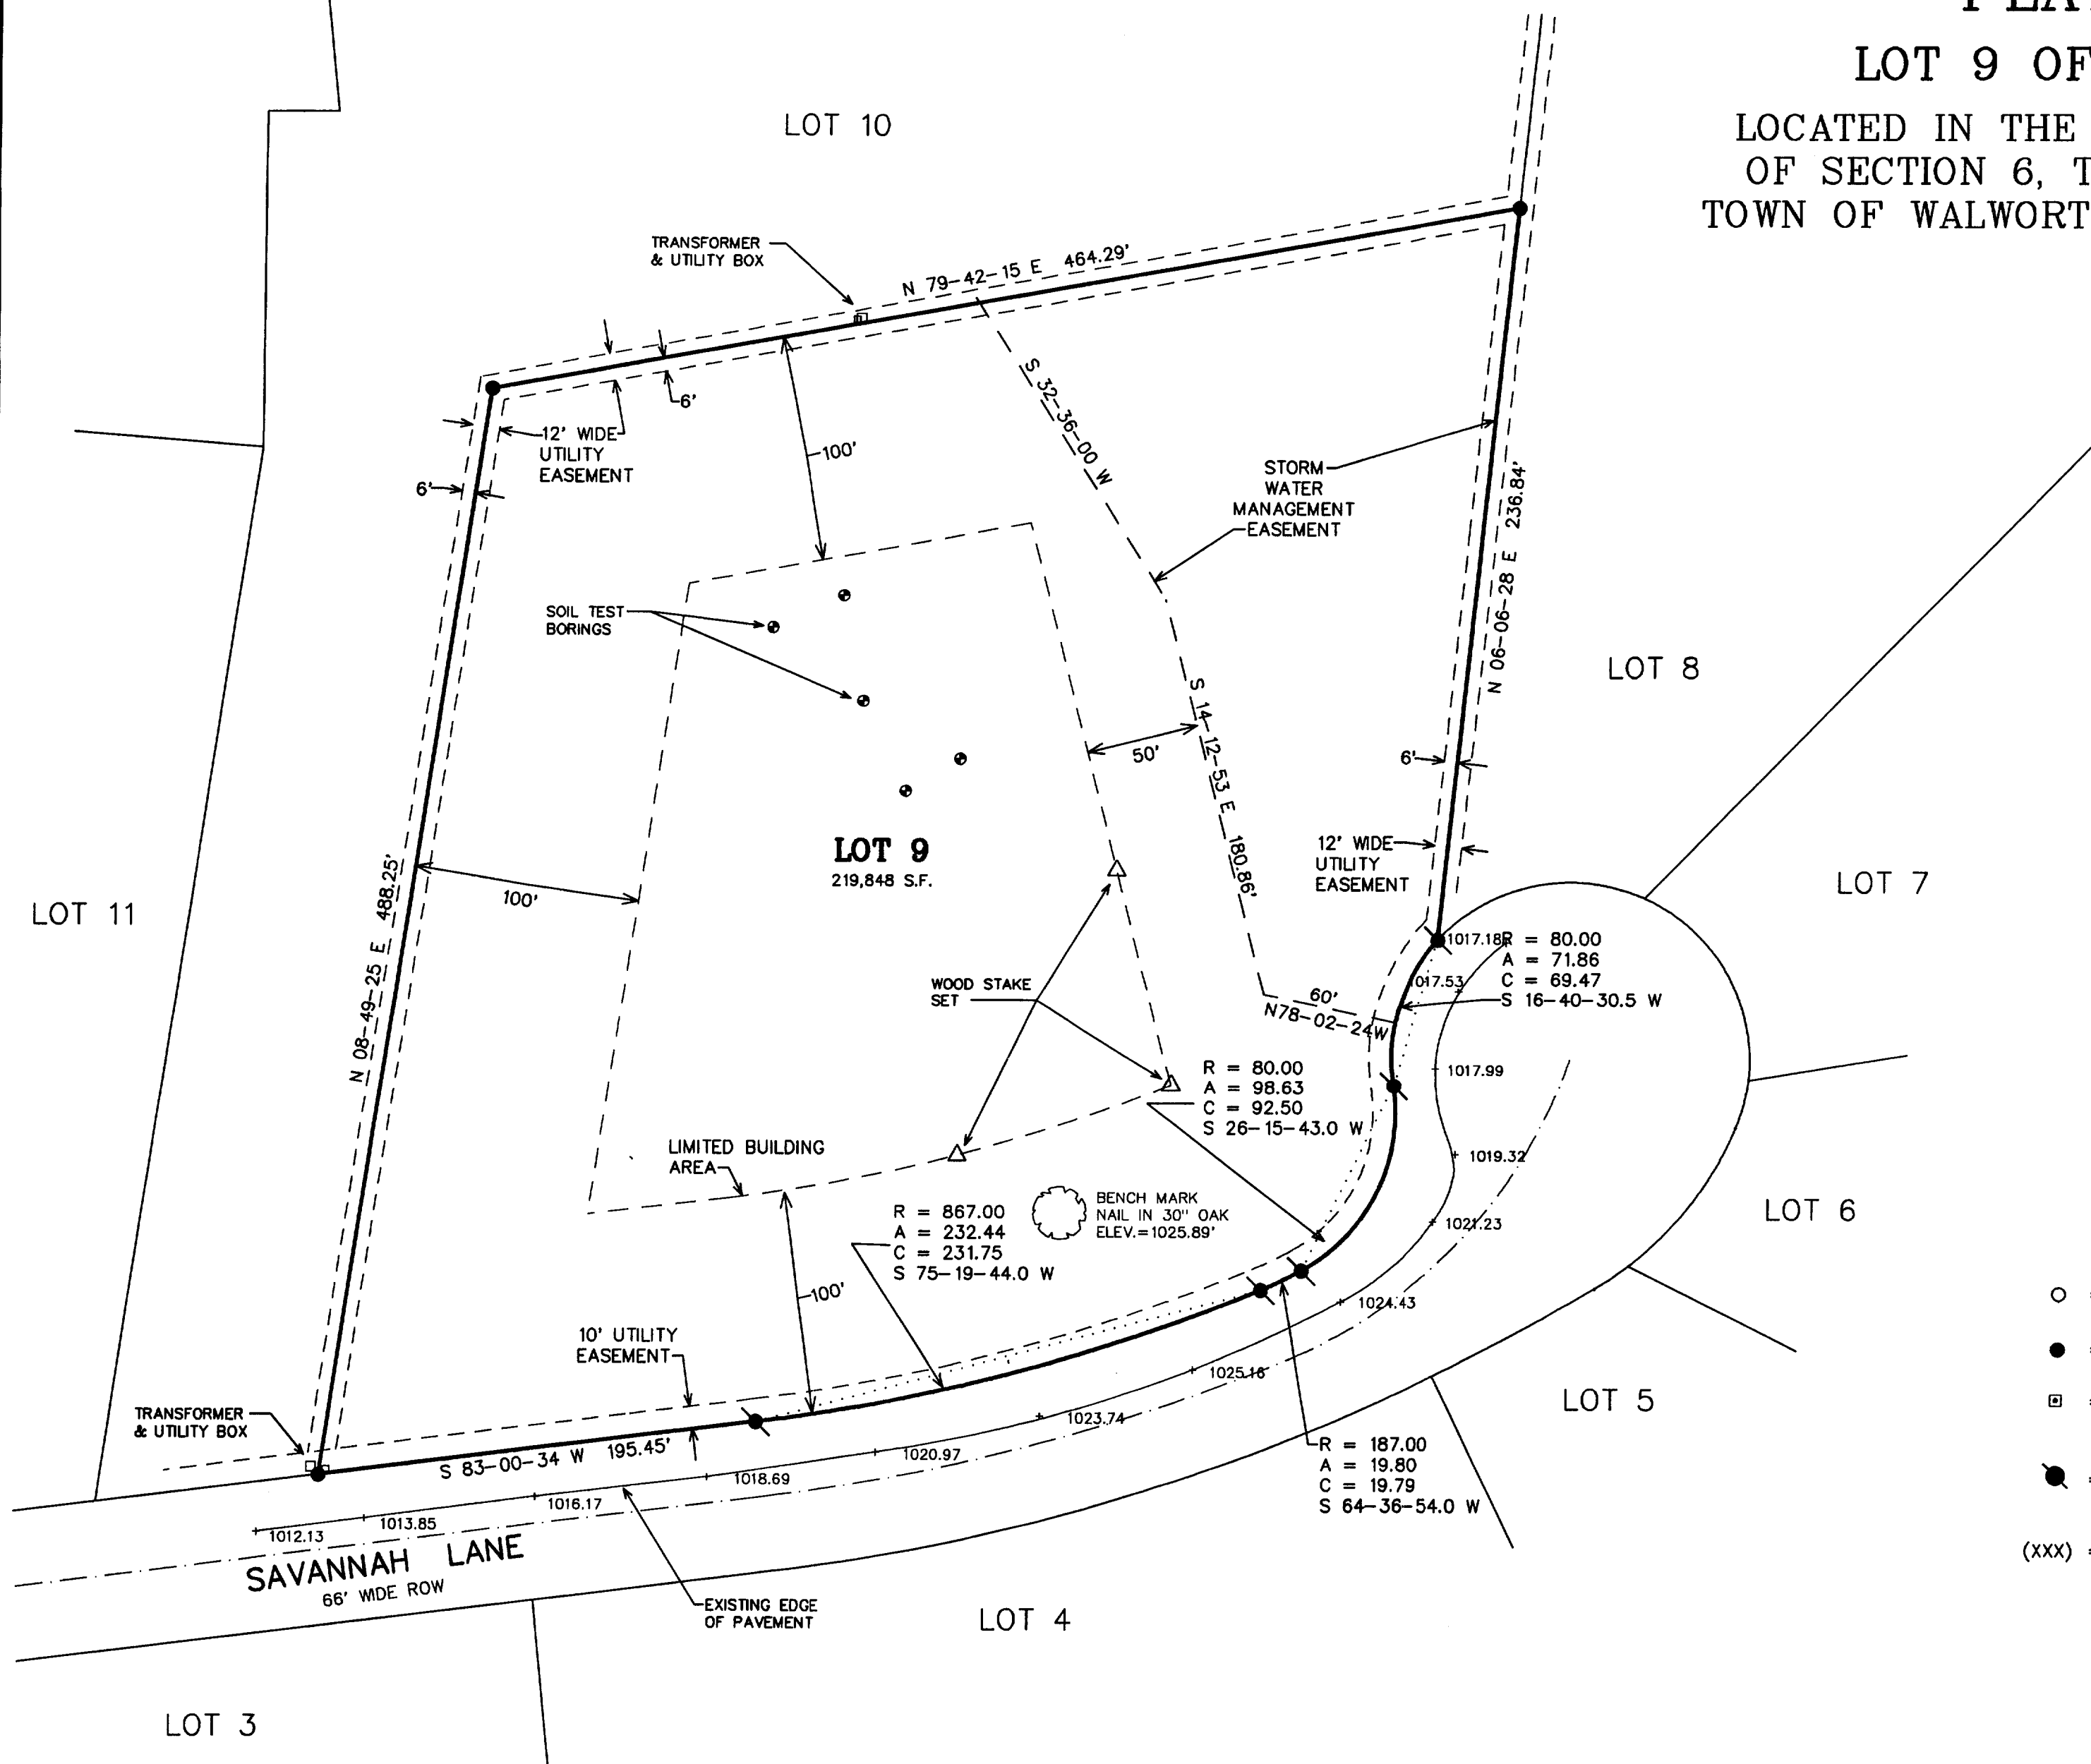 LOT 9 OF
LOCATED IN THE
OF SECTION 6, T
TOWN OF WALWORT
LOT 10
TRANSFORMER
& UTILITY BOX
N 79-42-15 E 464.29'
6'
12' WIDE
UTILITY
EASEMENT
6'
100'
S 32-36-00 W
STORM
WATER
MANAGEMENT
EASEMENT
N 06-06-28 E 236.84'
SOIL TEST
BORINGS
LOT 8
S 14-12-53 E 180.86'
50'
6'
LOT 9
219,848 S.F.
12' WIDE
UTILITY
EASEMENT
LOT 7
LOT 11
N 08-49-25 E 488.25'
100'
1017.18
R = 80.00
A = 71.86
C = 69.47
S 16-40-30.5 W
1017.53
WOOD STAKE
SET
60'
N78-02-24W
1017.99
R = 80.00
A = 98.63
C = 92.50
S 26-15-43.0 W
LIMITED BUILDING
AREA
1019.32
BENCH MARK
NAIL IN 30" OAK
ELEV.=1025.89'
R = 867.00
A = 232.44
C = 231.75
S 75-19-44.0 W
1021.23
LOT 6
100'
1024.43
10' UTILITY
EASEMENT
1025.16
LOT 5
TRANSFORMER
& UTILITY BOX
1023.74
S 83-00-34 W 195.45'
1020.97
R = 187.00
A = 19.80
C = 19.79
S 64-36-54.0 W
1018.69
1016.17
1013.85
1012.13
SAVANNAH LANE
66' WIDE ROW
EXISTING EDGE
OF PAVEMENT
LOT 4
(XXX) =
LOT 3